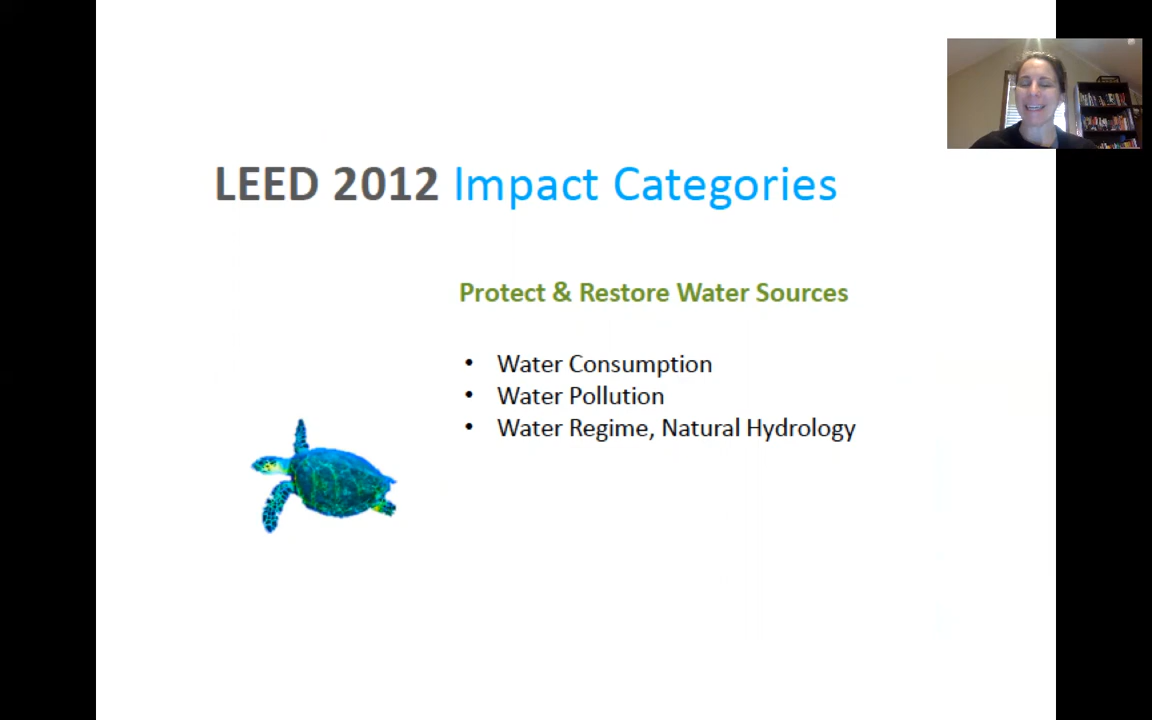 LEED 2012 Impact Categories
Protect & Restore Water Sources
• Water Consumption
• Water Pollution
• Water Regime, Natural Hydrology